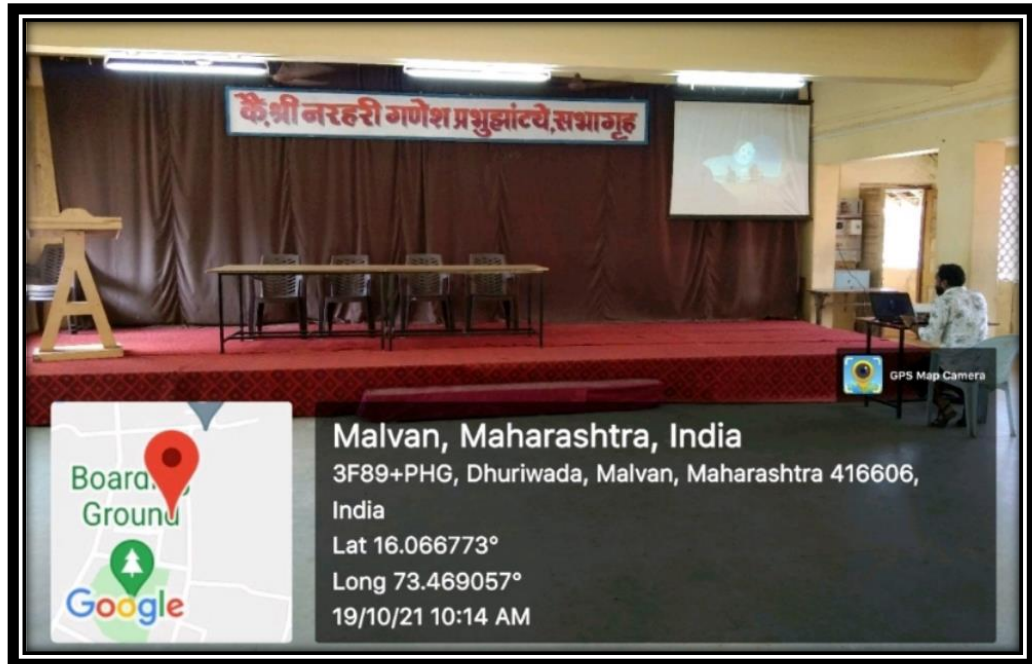 कै.श्री नरहरी गणेश प्रभुझांट्ये,सभागृह
GPS Map Camera
Malvan, Maharashtra, India
3F89+PHG, Dhuriwada, Malvan, Maharashtra 416606,
India
Lat 16.066773°
Long 73.469057°
19/10/21 10:14 AM
Ground
Google